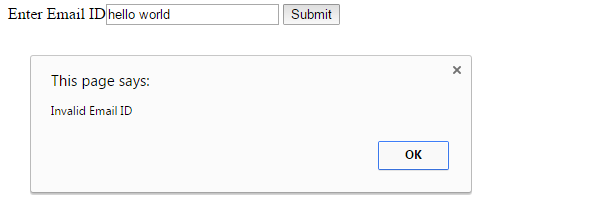 Enter Email ID hello world Submit
This page says:
Invalid Email ID
OK